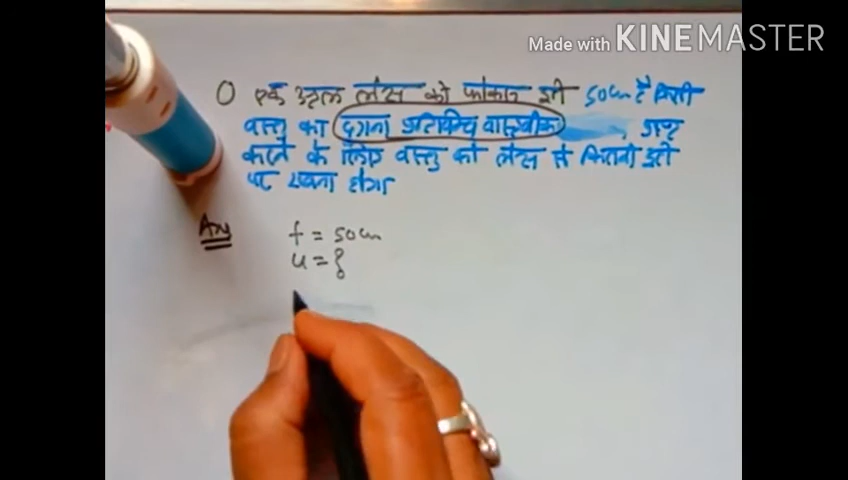 Made with KINEMASTER
0 एक उत्तल लेंस की फोकस दूरी 50cm है किसी
वस्तु का दुगुना प्रतिबिम्ब वास्तवीक, प्राप्त
करने के लिए वस्तु को लेंस से कितनी दूरी
पर रखना होगा
Ans
f = 50cm
u = ?